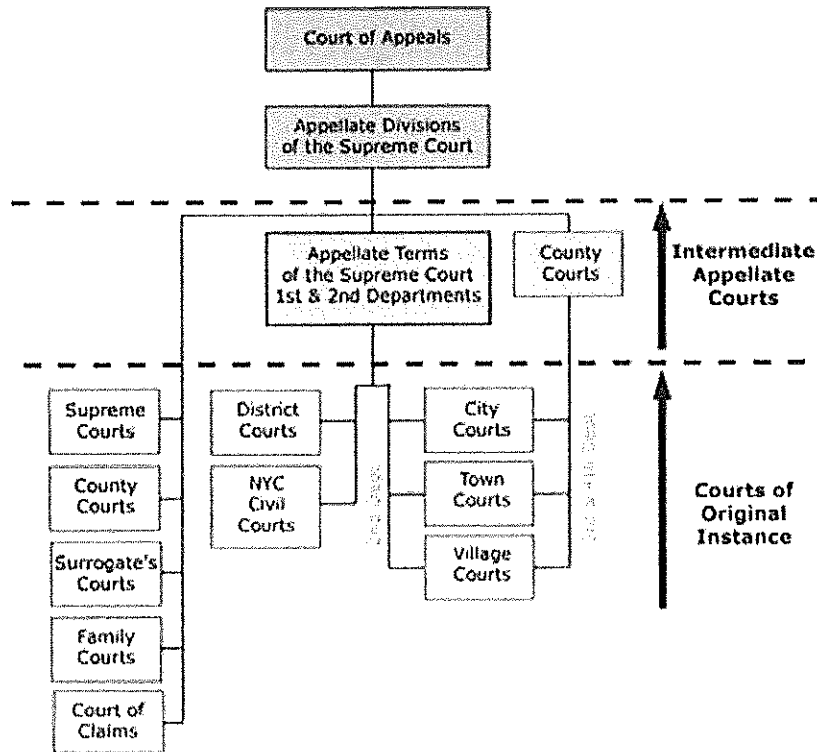 Court of Appeals
Appellate Divisions
of the Supreme Court
Appellate Terms
of the Supreme Court
1st & 2nd Departments
County
Courts
Intermediate
Appellate
Courts
Supreme
Courts
District
Courts
City
Courts
County
Courts
NYC
Civil
Courts
Town
Courts
Courts of
Original
Instance
Surrogate's
Courts
Village
Courts
Family
Courts
Court of
Claims